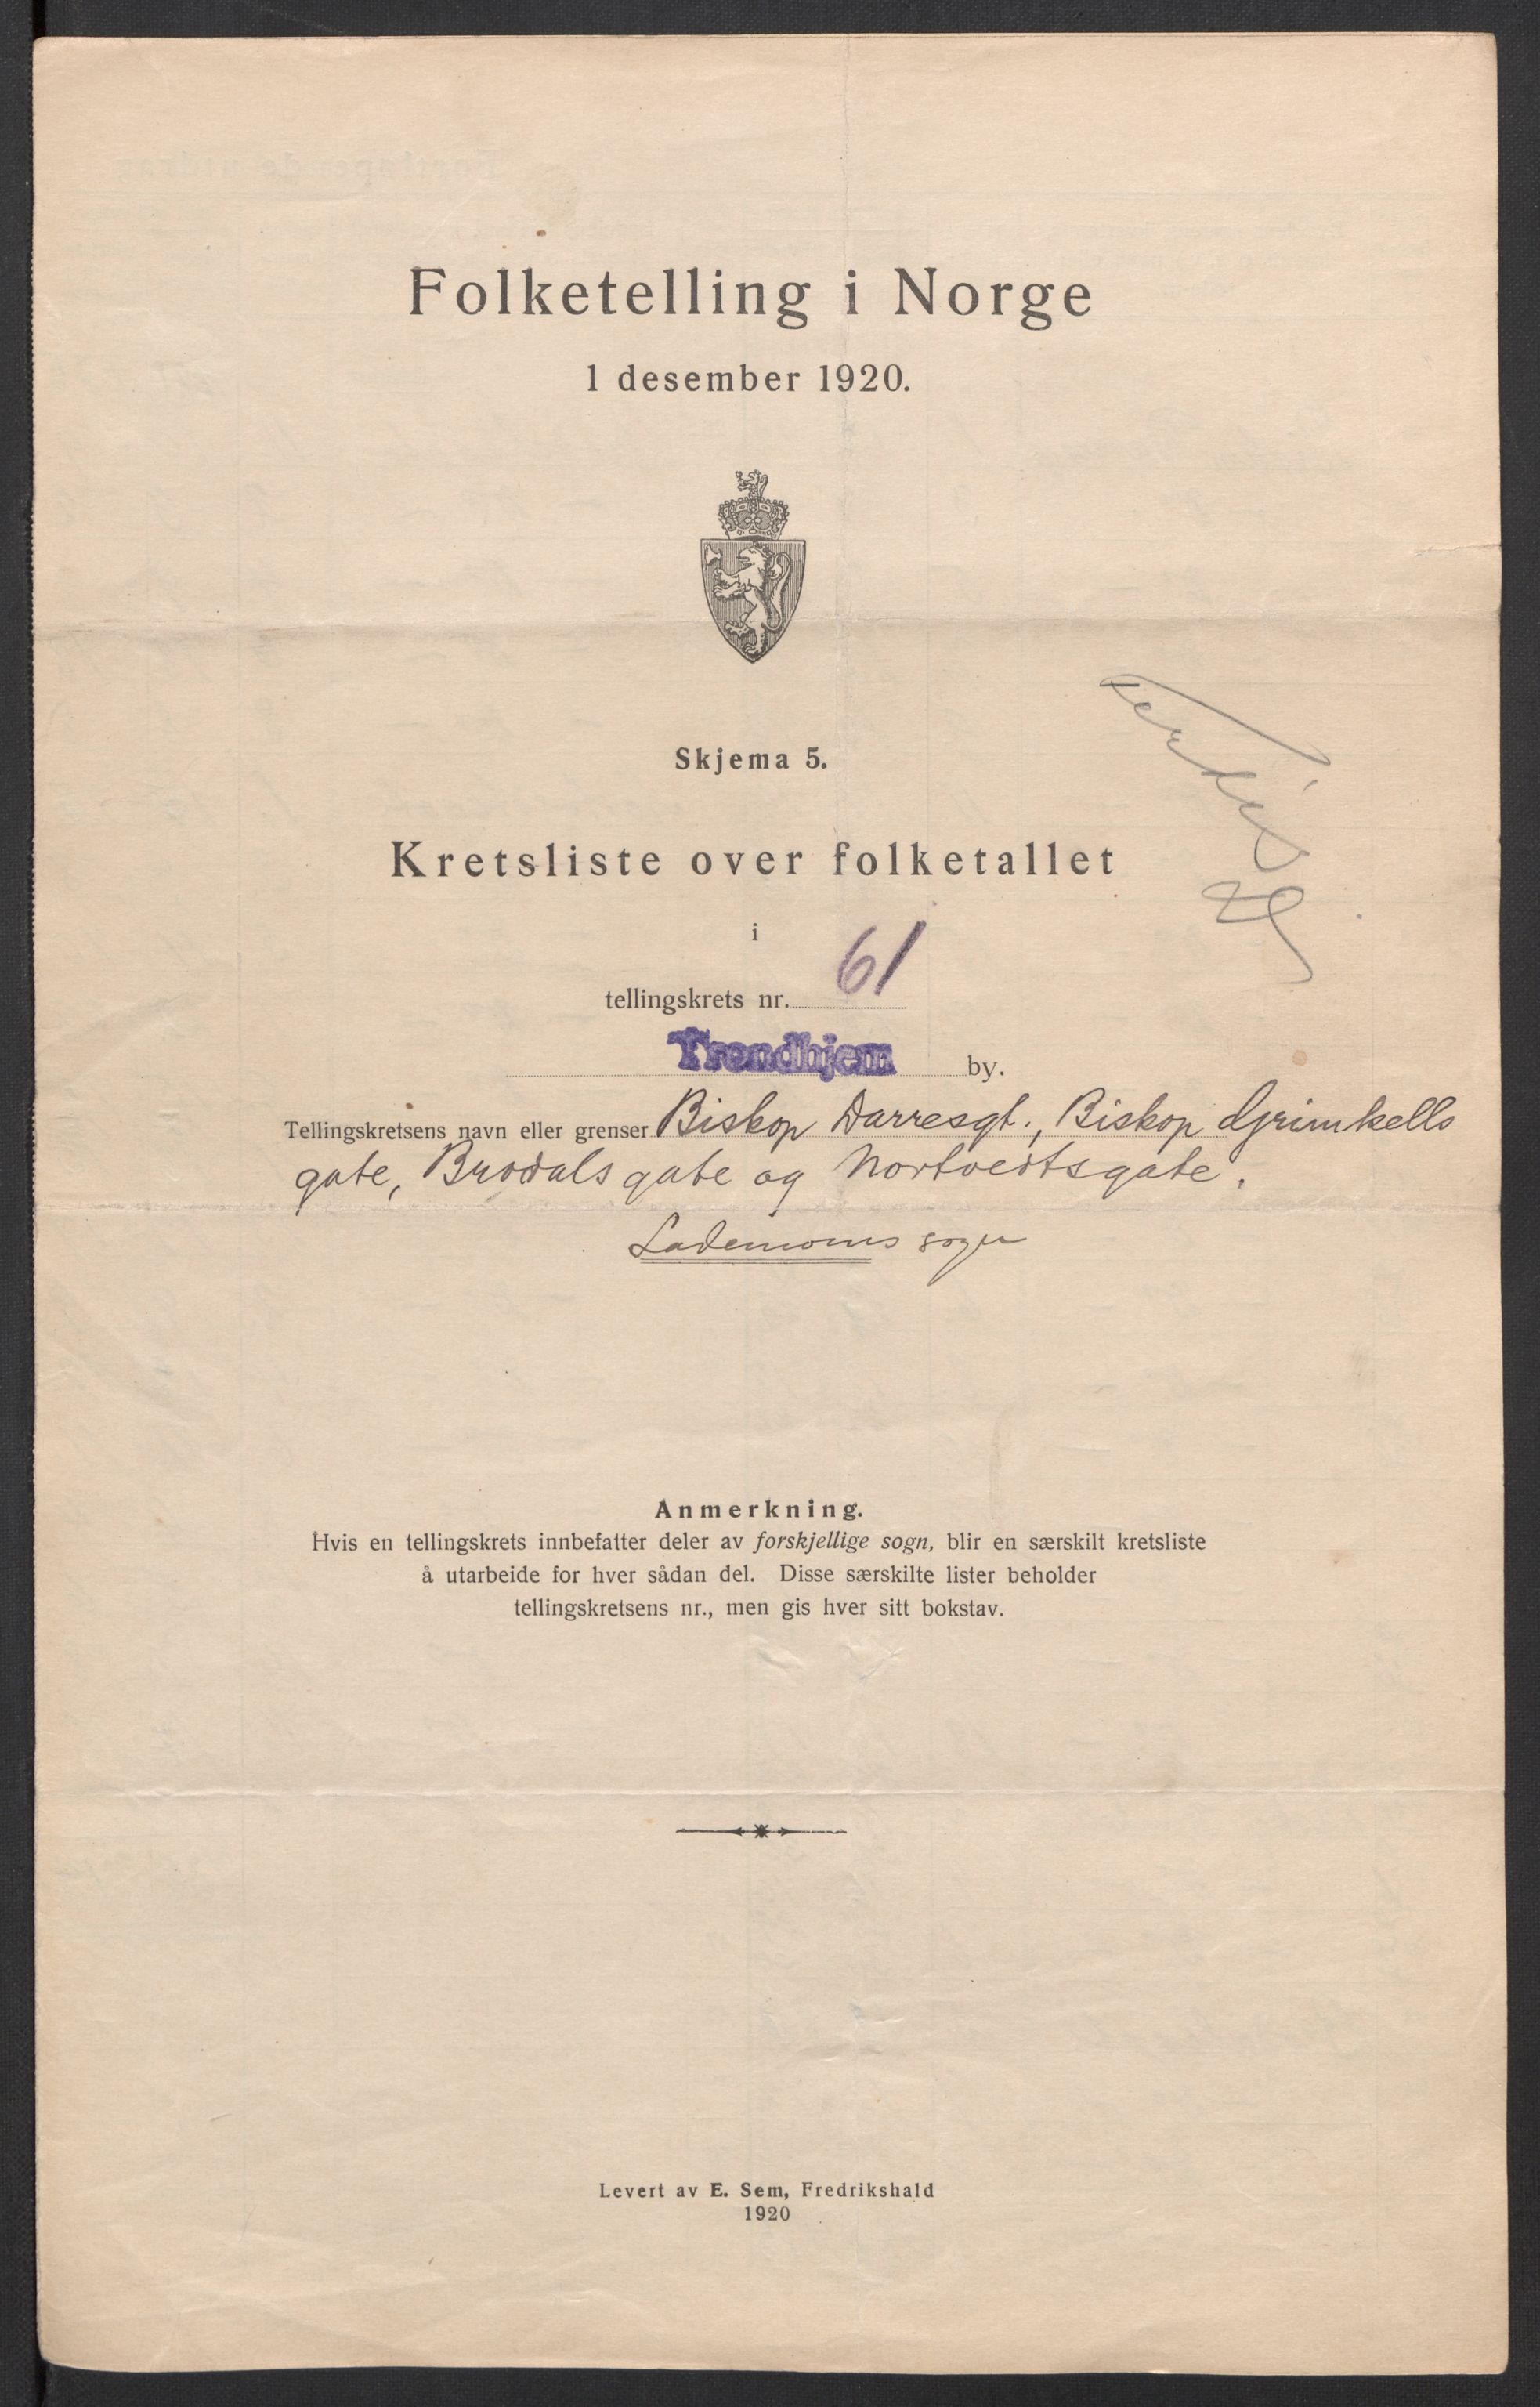 Folketelling i Norge
1 desember 1920.
Skjema 5.
Kretsliste over folketallet
i
tellingskrets nr. 61
Trondhjem by.
Tellingskretsens navn eller grenser Biskop Darresgt., Biskop Grimkells
gate, Brodals gate og Nortvedtsgate.
Lademoens sogn
Anmerkning.
Hvis en tellingskrets innbefatter deler av forskjellige sogn, blir en særskilt kretsliste
å utarbeide for hver sådan del. Disse særskilte lister beholder
tellingskretsens nr., men gis hver sitt bokstav.
Levert av E. Sem, Fredrikshald
1920